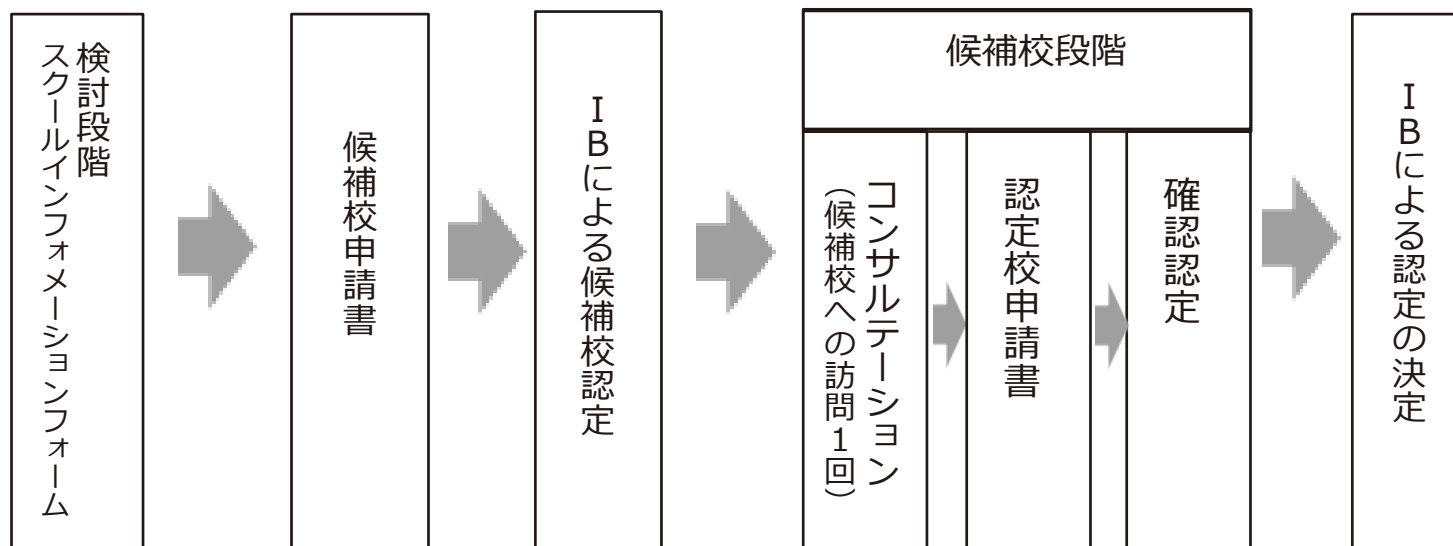 検討段階
スクールインフォメーションフォーム
候補校申請書
IBによる候補校認定
候補校段階
コンサルテーション
(候補校への訪問1回)
認定校申請書
確認認定
IBによる認定の決定